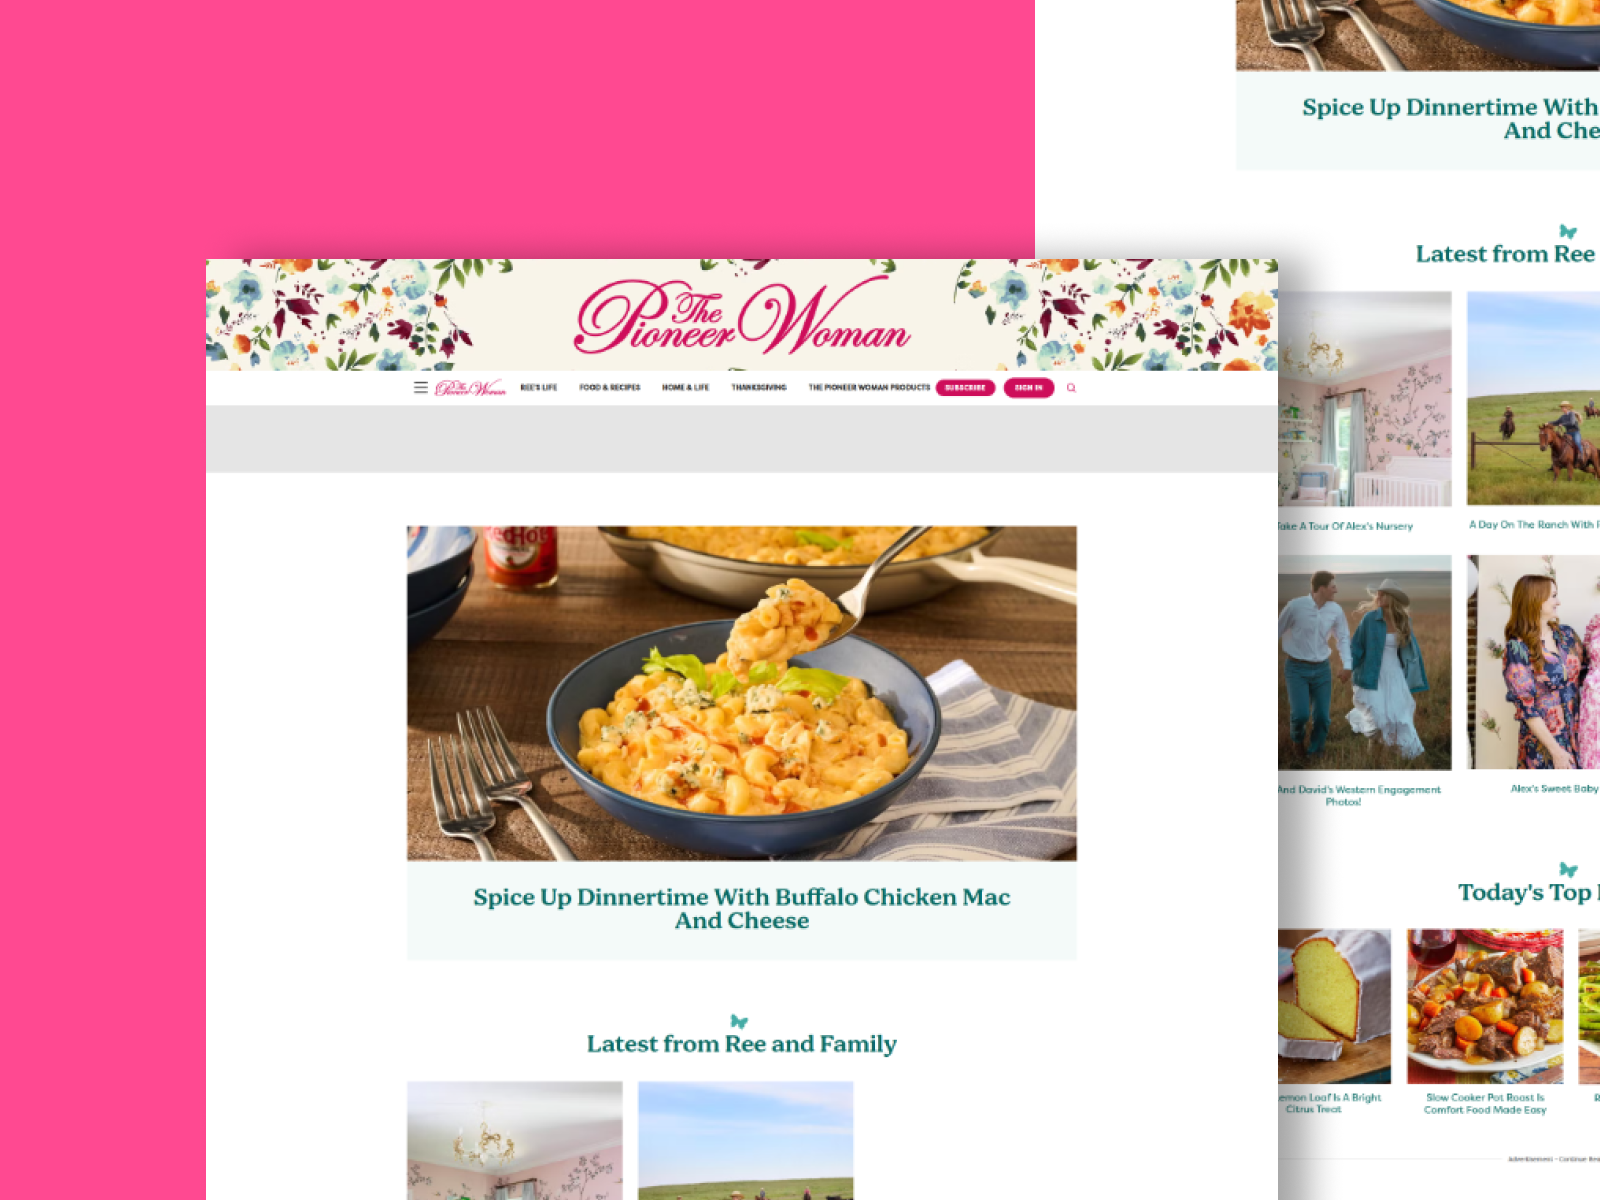 The Pioneer Woman
The Pioneer Woman REE'S LIFE FOOD & RECIPES HOME & LIFE THANKSGIVING THE PIONEER WOMAN PRODUCTS SUBSCRIBE SIGN IN
RedHot
Spice Up Dinnertime With Buffalo Chicken Mac
And Cheese
Latest from Ree and Family
Spice Up Dinnertime With
And Che
Latest from Ree
Take A Tour Of Alex's Nursery
A Day On The Ranch With
And David's Western Engagement
Photos!
Alex's Sweet Baby
Today's Top
Lemon Loaf Is A Bright
Citrus Treat
Slow Cooker Pot Roast Is
Comfort Food Made Easy
Advertisement - Continue